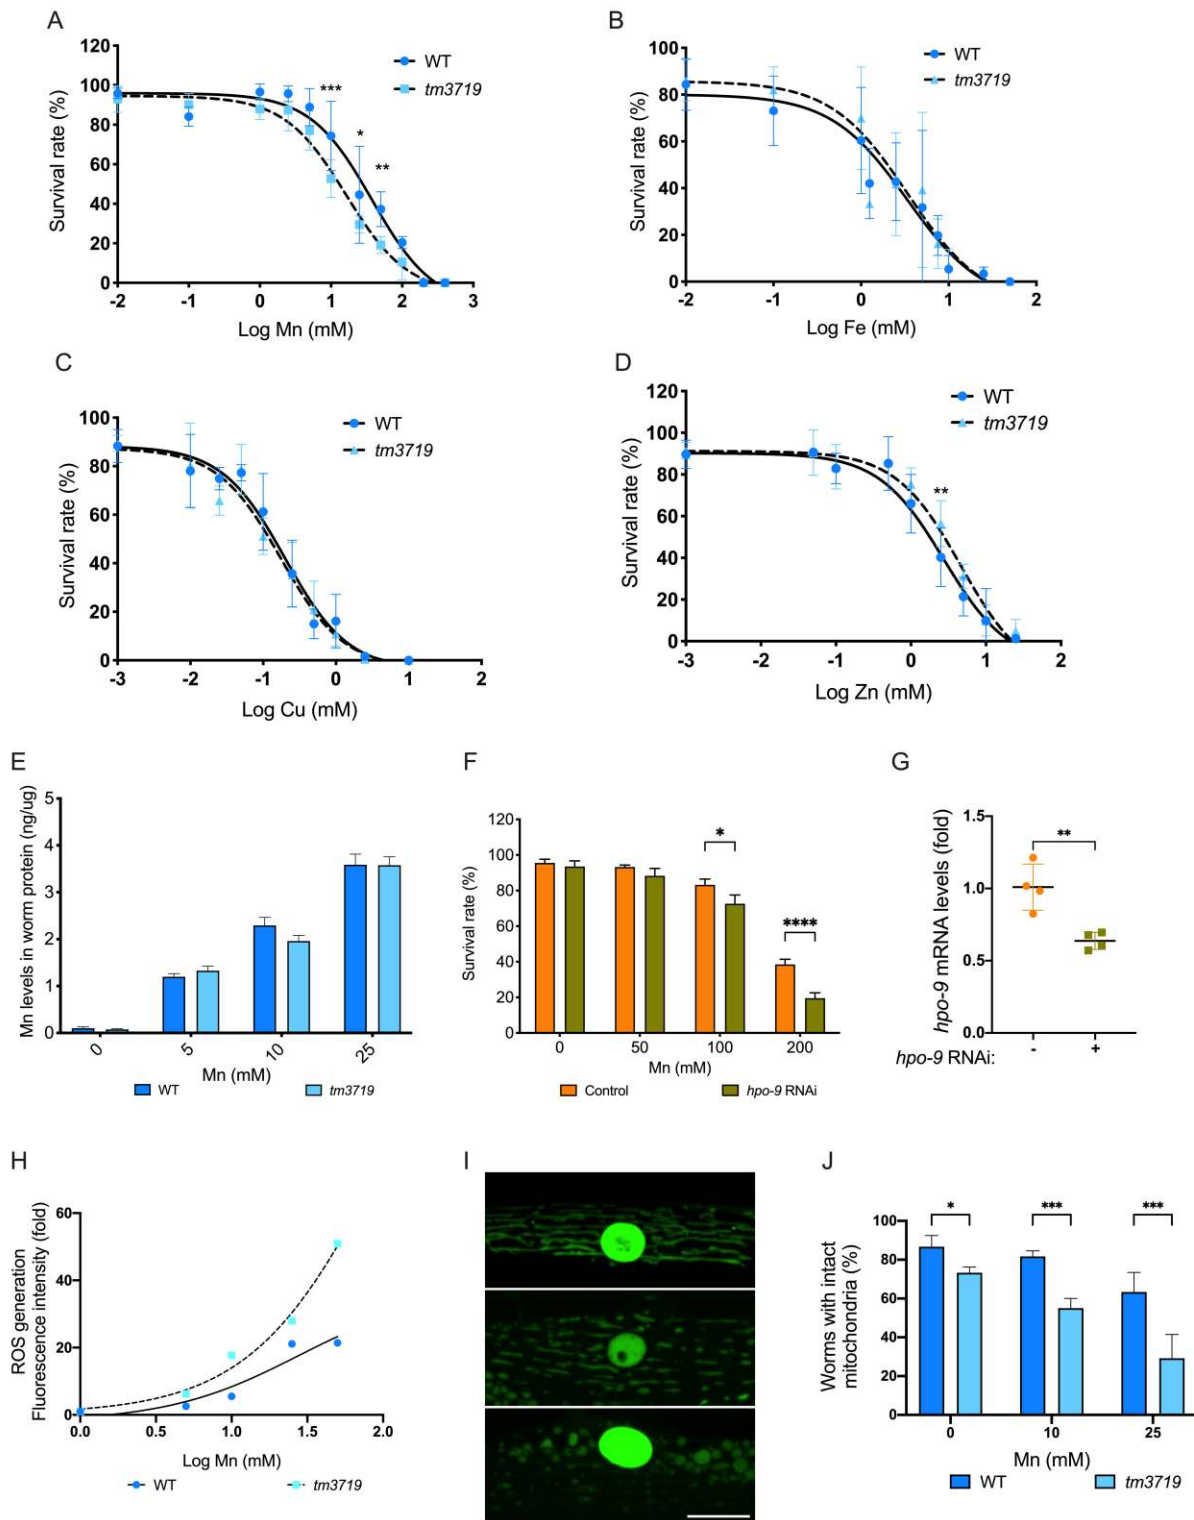 A
120
100
80
60
40
20
0
Survival rate (%)
-2
-1
0
1
2
3
Log Mn (mM)
WT
tm3719
***
*
**
B
100
80
60
40
20
0
Survival rate (%)
-2
-1
0
1
2
Log Fe (mM)
WT
tm3719
C
100
80
60
40
20
0
Survival rate (%)
-3
-2
-1
0
1
2
Log Cu (mM)
WT
tm3719
D
120
100
80
60
40
20
0
Survival rate (%)
-3
-2
-1
0
1
2
Log Zn (mM)
WT
tm3719
**
E
5
4
3
2
1
0
Mn levels in worm protein (ng/ug)
0
5
10
25
Mn (mM)
WT
tm3719
F
120
100
80
60
40
20
0
Survival rate (%)
*
****
0
50
100
200
Mn (mM)
Control
hpo-9 RNAi
G
1.5
1.0
0.5
0.0
hpo-9 mRNA levels (fold)
**
hpo-9 RNAi: - +
H
60
40
20
0
ROS generation
Fluorescence intensity (fold)
0.0
0.5
1.0
1.5
2.0
Log Mn (mM)
WT
tm3719
I
J
100
80
60
40
20
0
Worms with intact
mitochondria (%)
*
***
***
0
10
25
Mn (mM)
WT
tm3719